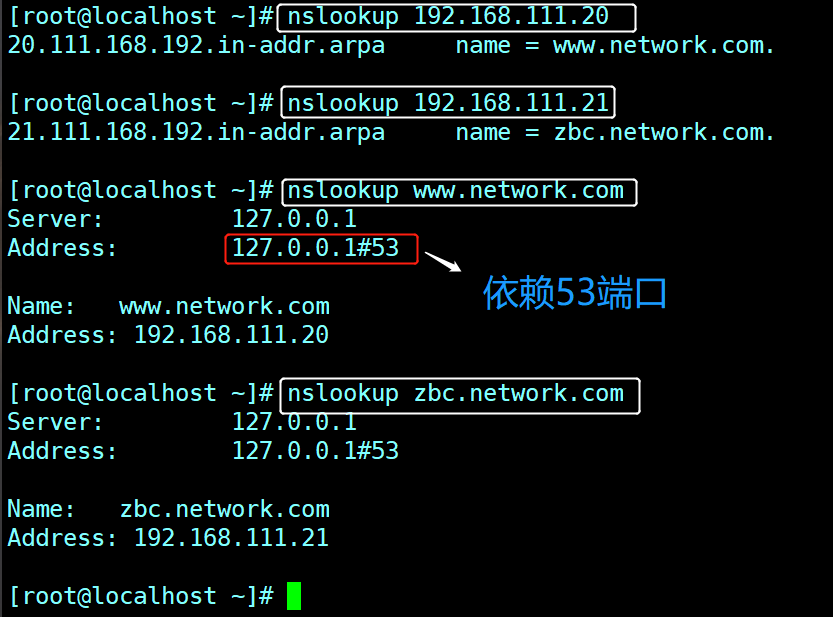 [root@localhost ~]# nslookup 192.168.111.20
20.111.168.192.in-addr.arpa     name = www.network.com.
[root@localhost ~]# nslookup 192.168.111.21
21.111.168.192.in-addr.arpa     name = zbc.network.com.
[root@localhost ~]# nslookup www.network.com
Server:         127.0.0.1
Address:        127.0.0.1#53
依赖53端口
Name:   www.network.com
Address: 192.168.111.20
[root@localhost ~]# nslookup zbc.network.com
Server:         127.0.0.1
Address:        127.0.0.1#53
Name:   zbc.network.com
Address: 192.168.111.21
[root@localhost ~]#